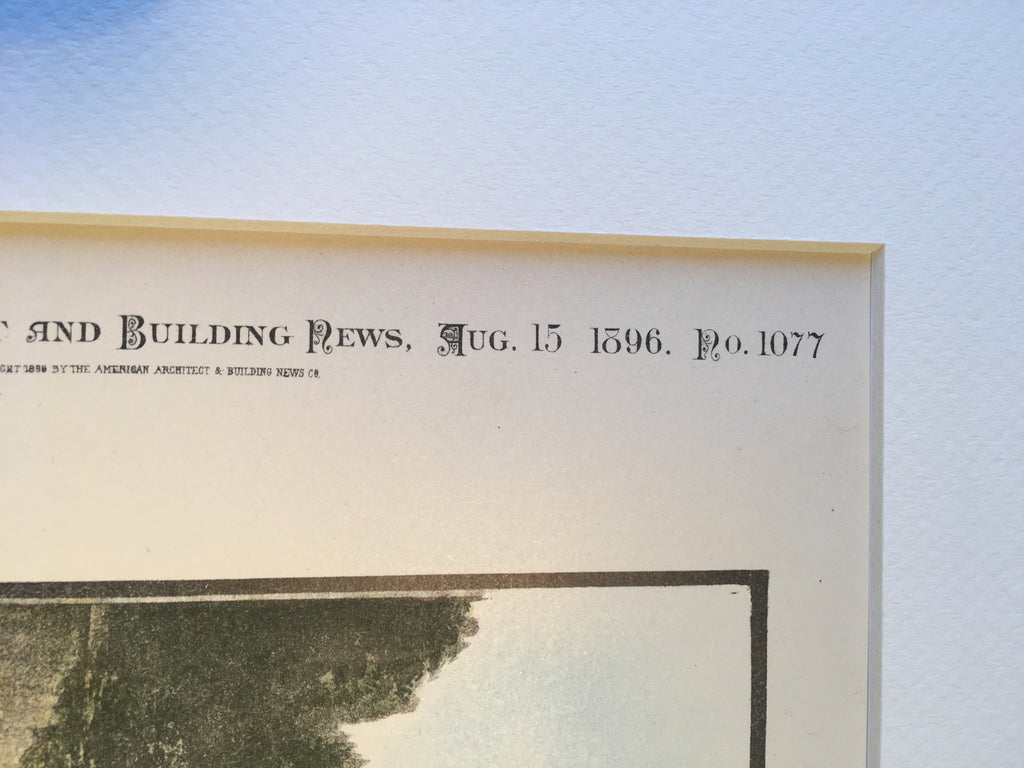 AND BUILDING NEWS, AUG. 15 1896. No. 1077
BY THE AMERICAN ARCHITECT & BUILDING NEWS CO.